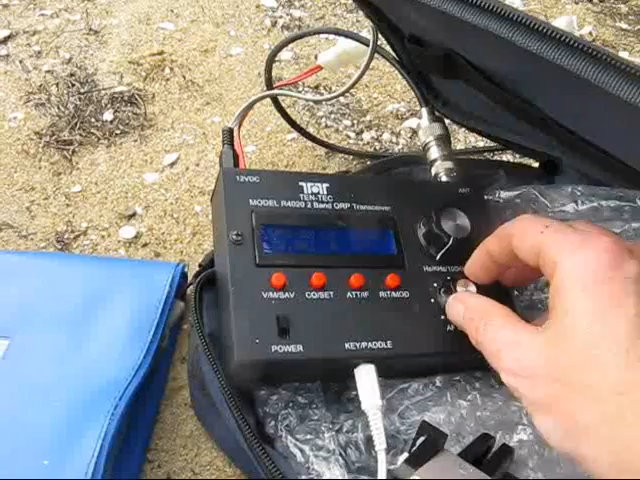 12VDC
TEN-TEC
ANT
MODEL R4020 2 Band QRP Transceiver
V/M/SAV CQ/SET ATT/IF RIT/MOD
POWER
KEY/PADDLE